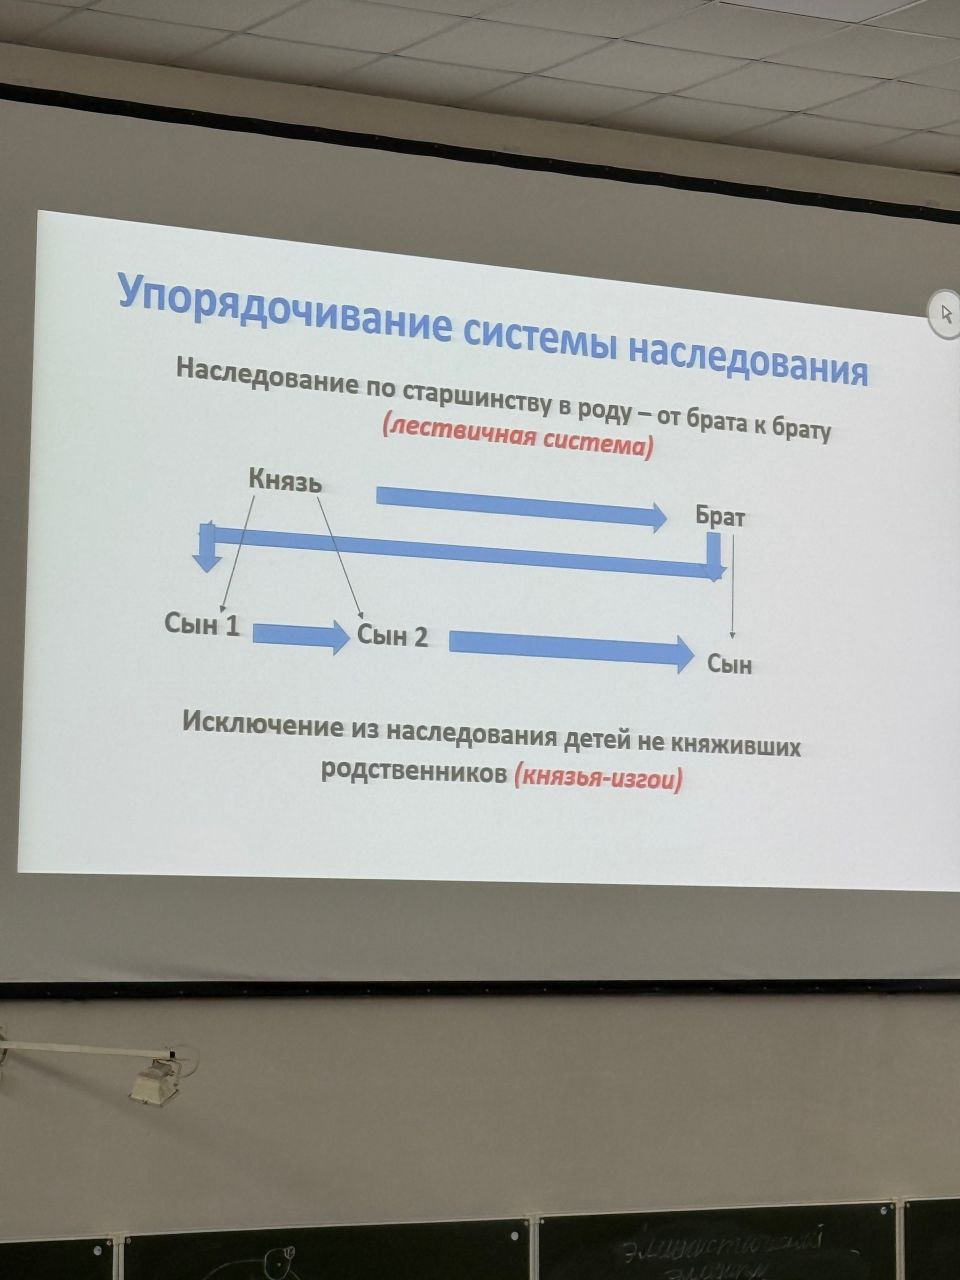 Упорядочивание системы наследования
Наследование по старшинству в роду – от брата к брату
(лествичная система)
Князь
Брат
Сын 1
Сын 2
Сын
Исключение из наследования детей не княживших
родственников (князья-изгои)